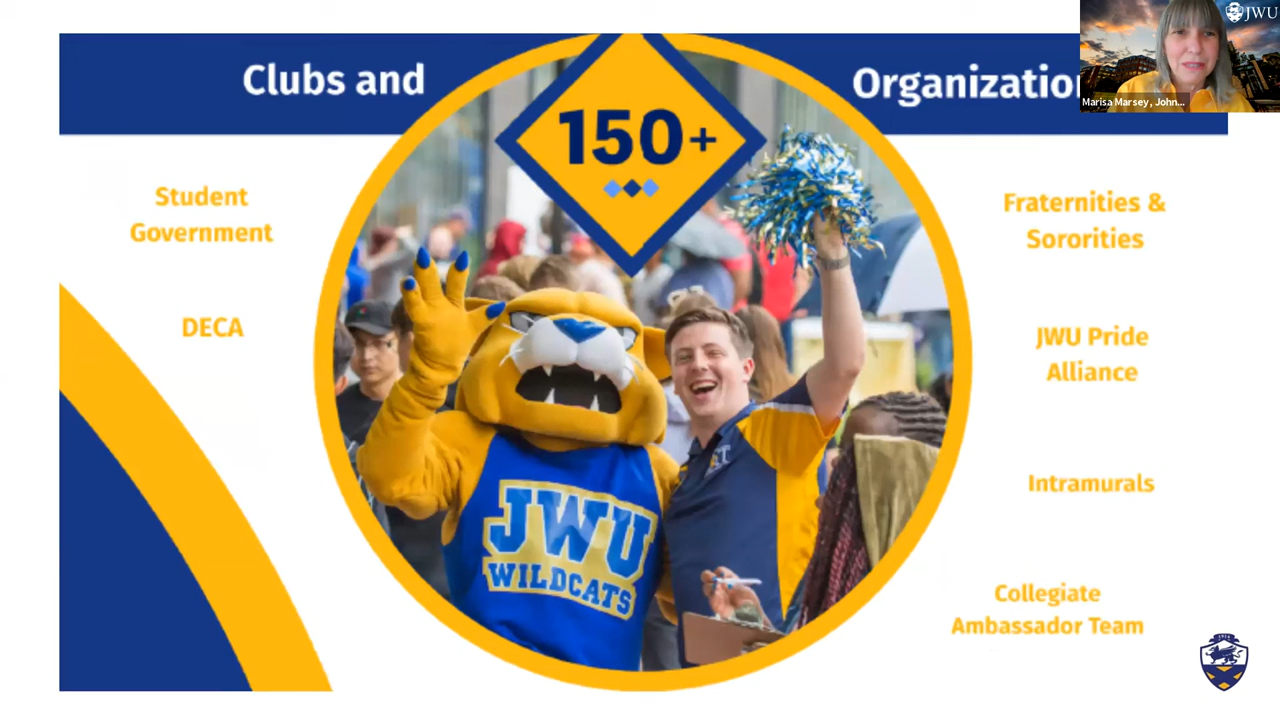 Clubs and
150+
Organizatio
JWU
Marisa Marsey, John...
Student
Government
DECA
Fraternities &
Sororities
JWU Pride
Alliance
Intramurals
Collegiate
Ambassador Team
JWU
WILDCATS